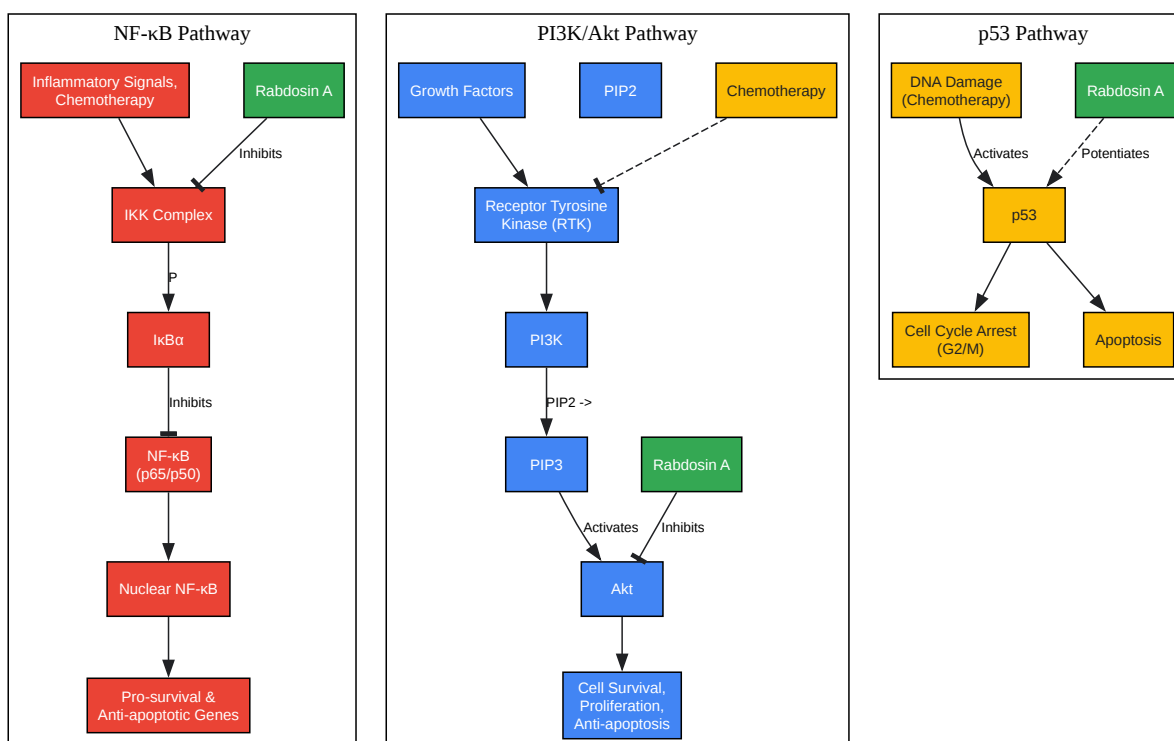 NF-κB Pathway
Inflammatory Signals,
Chemotherapy
Rabdosin A
Inhibits
IKK Complex
P
IκBα
Inhibits
NF-κB
(p65/p50)
Nuclear NF-κB
Pro-survival &
Anti-apoptotic Genes
PI3K/Akt Pathway
Growth Factors
PIP2
Chemotherapy
Receptor Tyrosine
Kinase (RTK)
PI3K
PIP2 ->
PIP3
Rabdosin A
Activates
Inhibits
Akt
Cell Survival,
Proliferation,
Anti-apoptosis
p53 Pathway
DNA Damage
(Chemotherapy)
Rabdosin A
Activates
Potentiates
p53
Cell Cycle Arrest
(G2/M)
Apoptosis